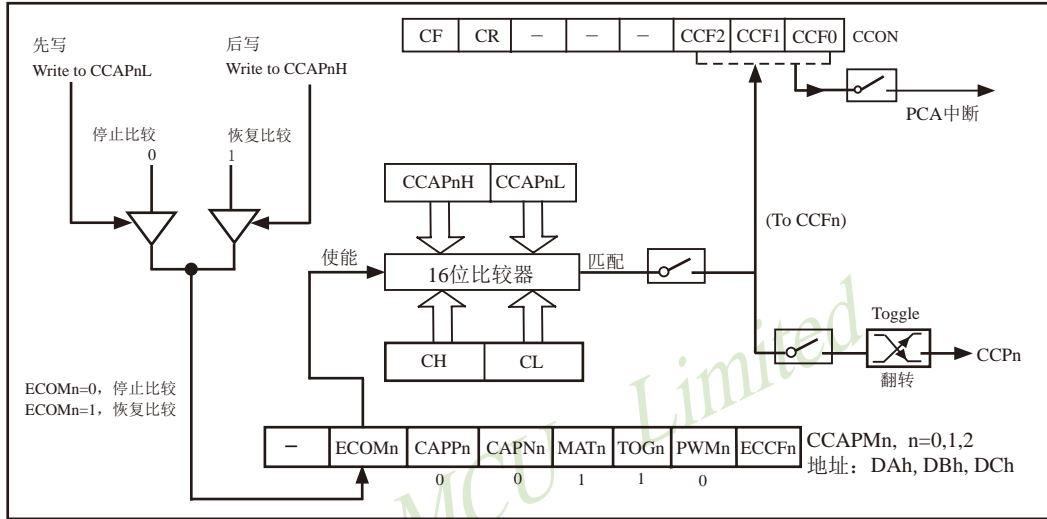 CF CR － － － CCF2 CCF1 CCF0 CCON
先写
Write to CCAPnL
后写
Write to CCAPnH
PCA中断
停止比较
0
恢复比较
1
CCAPnH CCAPnL
(To CCFn)
使能
16位比较器
匹配
Toggle
CH CL
CCPn
翻转
ECOMn=0，停止比较
ECOMn=1，恢复比较
－ ECOMn CAPPn CAPNn MATn TOGn PWMn ECCFn
0 0 1 1 0
CCAPMn, n=0,1,2
地址：DAh, DBh, DCh
MCU Limited